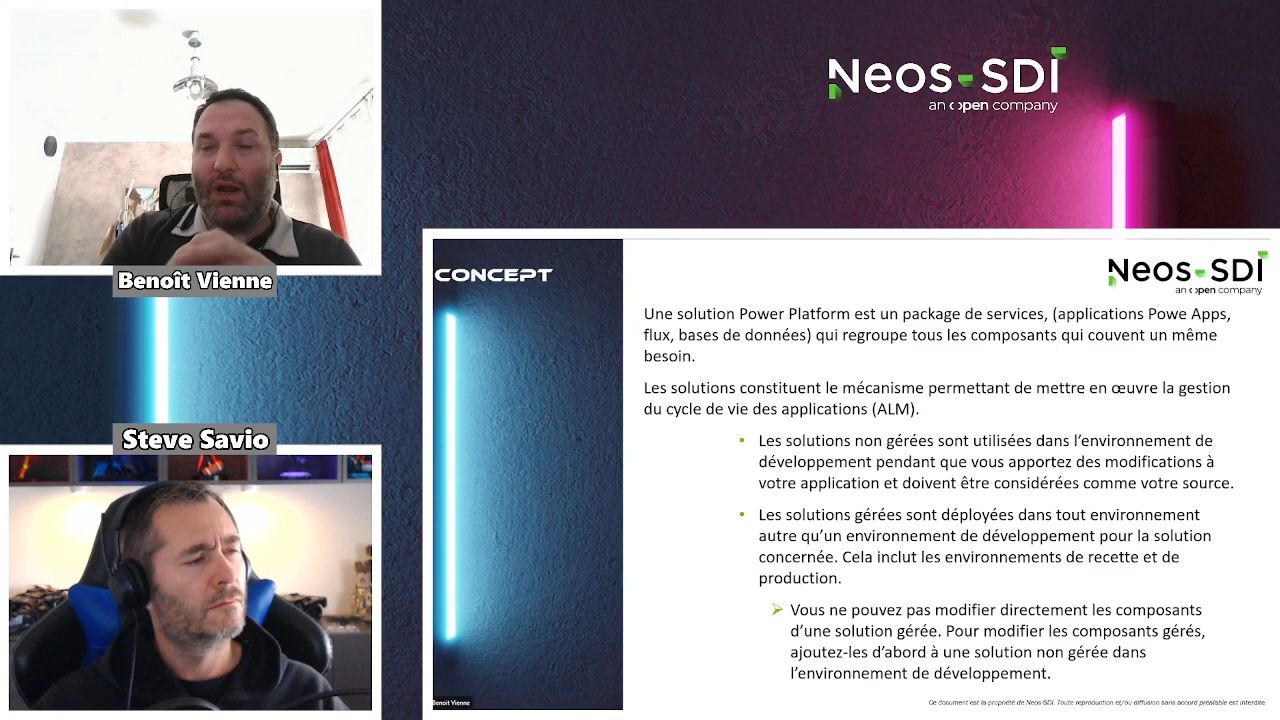 Neos-SDI
an open company
Benoît Vienne
Steve Savio
CONCEPT
Neos-SDI
an open company
Une solution Power Platform est un package de services, (applications Powe Apps,
flux, bases de données) qui regroupe tous les composants qui couvent un même
besoin.
Les solutions constituent le mécanisme permettant de mettre en œuvre la gestion
du cycle de vie des applications (ALM).
• Les solutions non gérées sont utilisées dans l’environnement de
développement pendant que vous apportez des modifications à
votre application et doivent être considérées comme votre source.
• Les solutions gérées sont déployées dans tout environnement
autre qu’un environnement de développement pour la solution
concernée. Cela inclut les environnements de recette et de
production.
➢ Vous ne pouvez pas modifier directement les composants
d’une solution gérée. Pour modifier les composants gérés,
ajoutez-les d’abord à une solution non gérée dans
l’environnement de développement.
Benoit Vienne
Ce document est la propriété de Neos-SDI. Toute reproduction et/ou diffusion sans accord préalable est interdite.